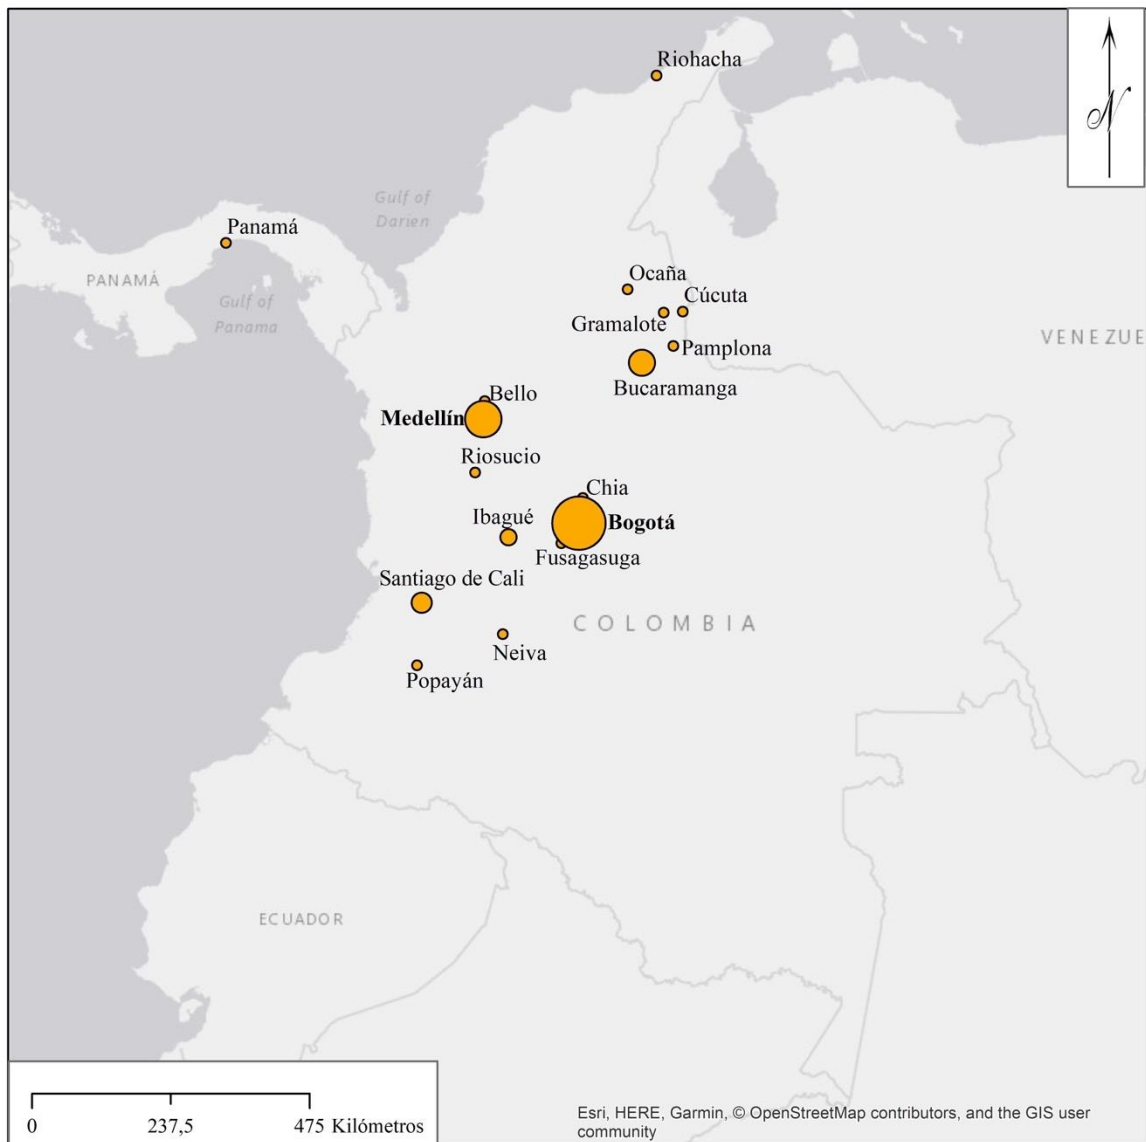 Riohacha
N
Gulf of
Darien
Panamá
PANAMÁ
Gulf of
Panama
Ocaña
Cúcuta
Gramalote
Pamplona
VENEZUE
Bucaramanga
Bello
Medellín
Riosucio
Chia
Ibagué
Bogotá
Fusagasuga
Santiago de Cali
COLOMBIA
Neiva
Popayán
ECUADOR
0 237,5 475 Kilómetros
Esri, HERE, Garmin, © OpenStreetMap contributors, and the GIS user
community